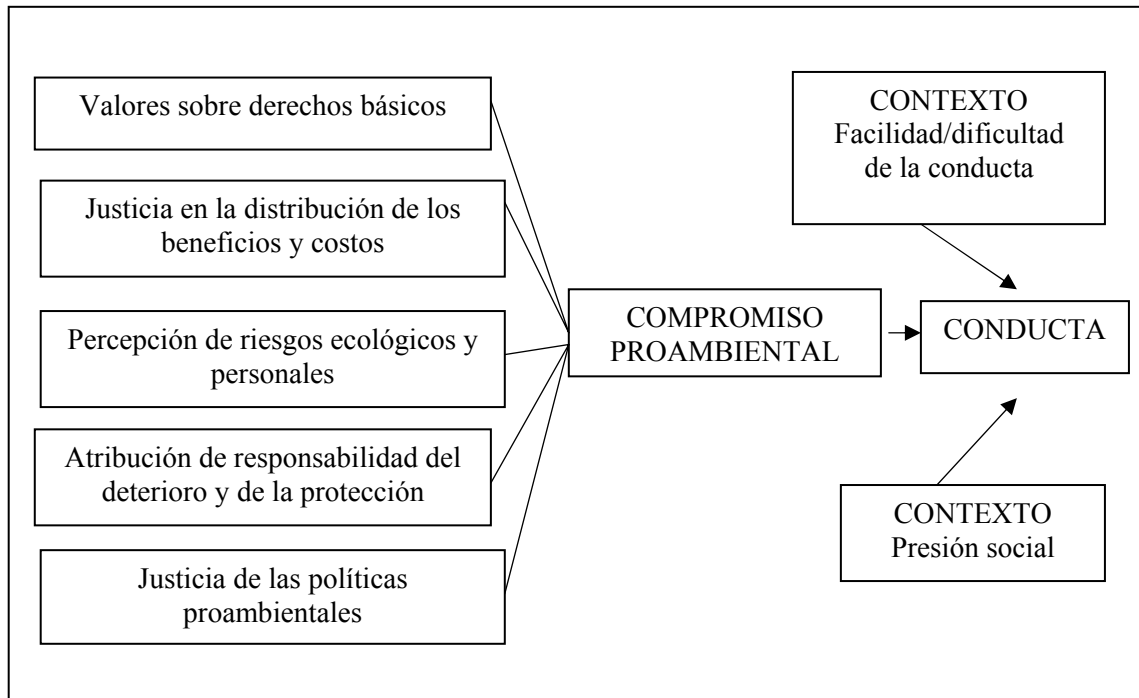 Valores sobre derechos básicos
Justicia en la distribución de los
beneficios y costos
Percepción de riesgos ecológicos y
personales
Atribución de responsabilidad del
deterioro y de la protección
Justicia de las políticas
proambientales
COMPROMISO
PROAMBIENTAL
CONTEXTO
Facilidad/dificultad
de la conducta
CONDUCTA
CONTEXTO
Presión social